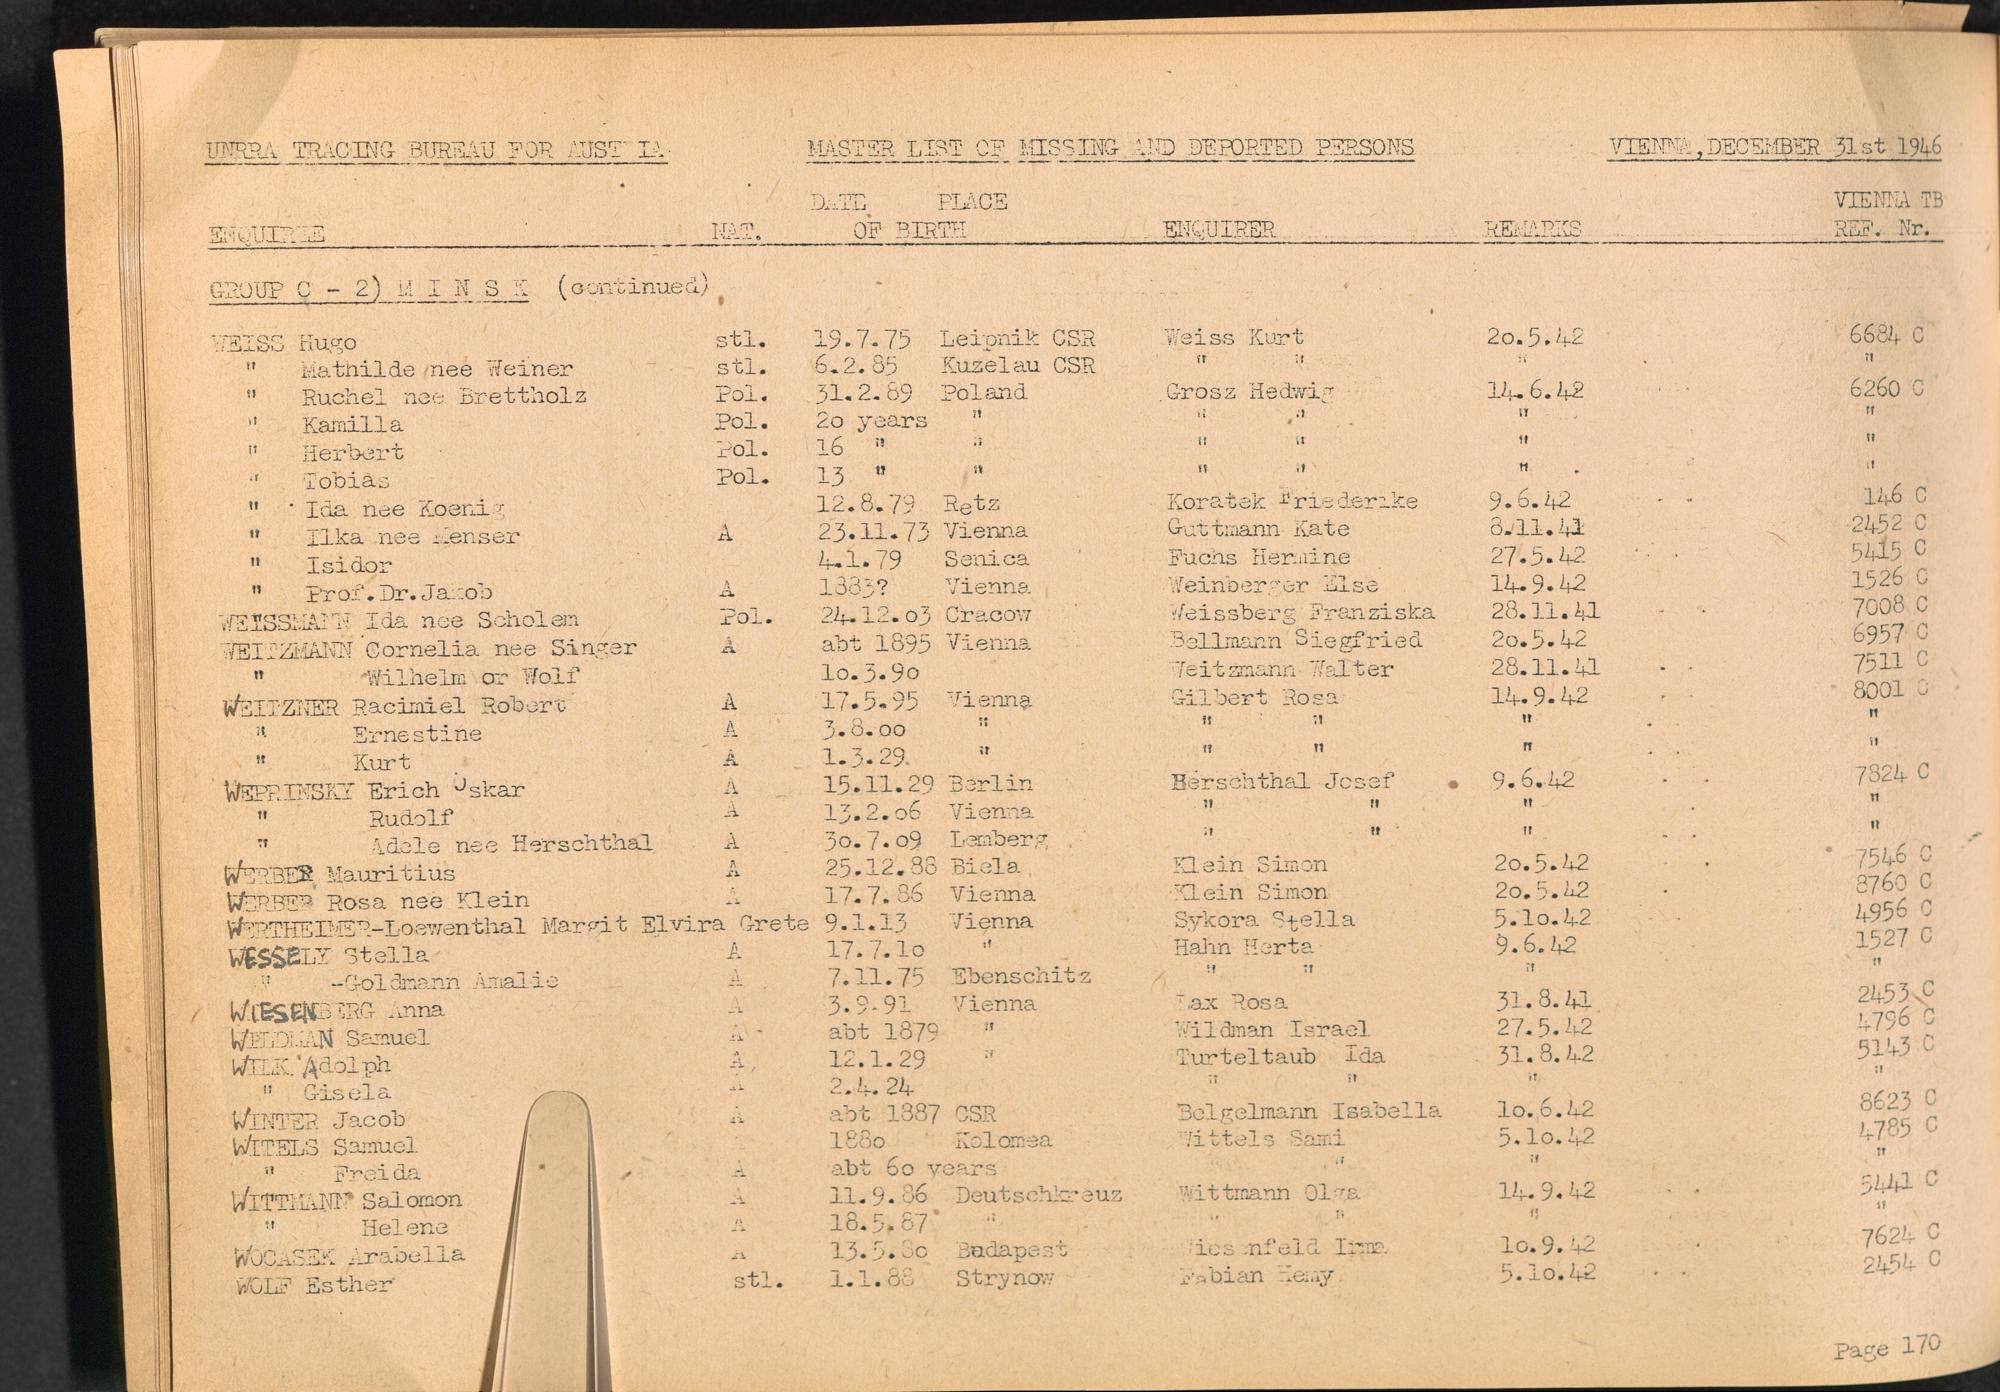 UNRRA TRACING BUREAU FOR AUST IA MASTER LIST OF MISSING AND DEPORTED PERSONS VIENNA,DECEMBER 31st 1946
DATE PLACE VIENNA TB
ENQUIREE NAT. OF BIRTH ENQUIRER REMARKS REF. Nr.
GROUP C - 2) M I N S K (continued)
WEISS Hugo stl. 19.7.75 Leipnik CSR Weiss Kurt 20.5.42 6684 C
" Mathilde nee Weiner stl. 6.2.85 Kuzelau CSR " " " "
" Ruchel nee Brettholz Pol. 31.2.89 Poland Grosz Hedwig 14.6.42 6260 C
" Kamilla Pol. 20 years " " " " "
" Herbert Pol. 16 " " " " " "
" Tobias Pol. 13 " " " " " "
" Ida nee Koenig 12.8.79 Retz Koratek Friederike 9.6.42 146 C
" Ilka nee Menser A 23.11.73 Vienna Guttmann Kate 8.11.41 2452 C
" Isidor 4.1.79 Senica Fuchs Hermine 27.5.42 5415 C
" Prof.Dr.Jakob A 1883? Vienna Weinberger Else 14.9.42 1526 C
WEISSMANN Ida nee Scholem Pol. 24.12.03 Cracow Weissberg Franziska 28.11.41 7008 C
WEITZMANN Cornelia nee Singer A abt 1895 Vienna Bellmann Siegfried 20.5.42 6957 C
" Wilhelm or Wolf 10.3.90 Weitzmann Walter 28.11.41 7511 C
WEITZNER Racimiel Robert A 17.5.95 Vienna Gilbert Rosa 14.9.42 8001 C
" Ernestine A 3.8.00 " " " " "
" Kurt A 1.3.29. " " " " "
WEPRINSKY Erich Oskar A 15.11.29 Berlin Herschthal Josef 9.6.42 7824 C
" Rudolf A 13.2.06 Vienna " " " "
" Adele nee Herschthal A 30.7.09 Lemberg " " " "
WERBER Mauritius A 25.12.88 Biela Klein Simon 20.5.42 7546 C
WERBER Rosa nee Klein A 17.7.86 Vienna Klein Simon 20.5.42 8760 C
WERTHEIMER-Loewenthal Margit Elvira Grete 9.1.13 Vienna Sykora Stella 5.10.42 4956 C
WESSELY Stella A 17.7.10 " Hahn Herta 9.6.42 1527 C
" -Goldmann Amalie A 7.11.75 Ebenschitz " " " "
WIESENBERG Anna A 3.9.91 Vienna Lax Rosa 31.8.41 2453 C
WELDMAN Samuel A abt 1879 " Wildman Israel 27.5.42 4796 C
WILK Adolph A 12.1.29 " Turteltaub Ida 31.8.42 5143 C
" Gisela A 2.4.24 " " " "
WINTER Jacob A abt 1887 CSR Belgelmann Isabella 10.6.42 8623 C
WITELS Samuel 1880 Kolomea Wittels Sami 5.10.42 4785 C
" Freida A abt 60 years " " "
WITTMANN Salomon A 11.9.86 Deutschkreuz Wittmann Olga 14.9.42 5441 C
" Helene A 18.5.87 " " " " "
WOCASEK Arabella A 13.5.80 Budapest Irma 10.9.42 7624 C
WOLF Esther stl. 1.1.88 Strynow Fabian 5.10.42 2454 C
Page 170